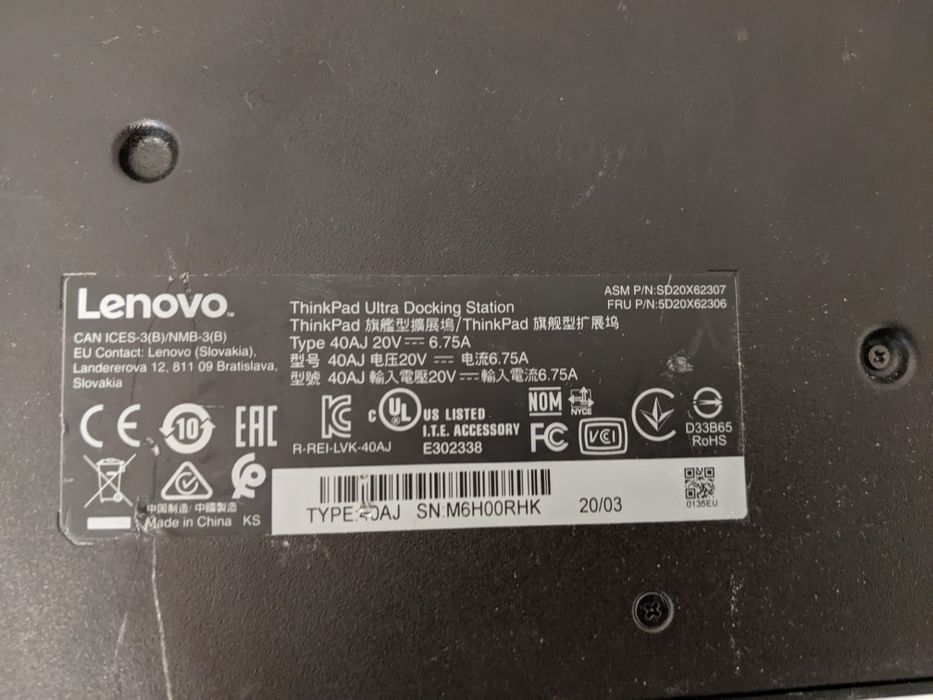 Lenovo™
CAN ICES-3(B)/NMB-3(B)
EU Contact: Lenovo (Slovakia),
Landererova 12, 811 09 Bratislava,
Slovakia
ThinkPad Ultra Docking Station
ThinkPad 旗艦型擴展塢/ThinkPad 旗舰型扩展坞
Type 40AJ 20V⎓ 6.75A
型号 40AJ 电压20V ⎓ 电流6.75A
型號 40AJ 輸入電壓20V⎓輸入電流6.75A
ASM P/N:SD20X62307
FRU P/N:5D20X62306
CE
10
EAC
KC
R-REI-LVK-40AJ
C UL US LISTED
I.T.E. ACCESSORY
E302338
NOM
NYCE
FC
VCI
D33B65
RoHS
中国制造/中國製造
Made in China KS
TYPE:40AJ SN:M6H00RHK 20/03
0135EU